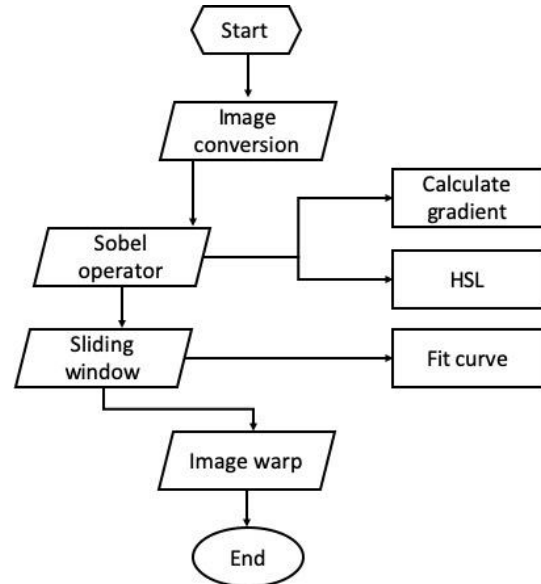 Start
Image
conversion
Calculate
gradient
Sobel
operator
HSL
Sliding
window
Fit curve
Image warp
End